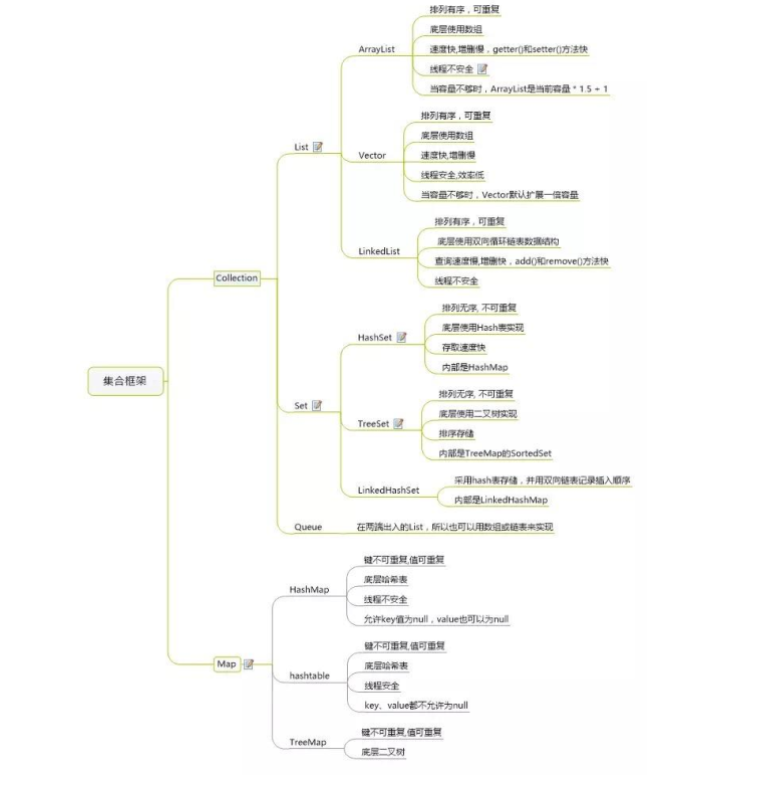 集合框架
Collection
List
ArrayList
排列有序，可重复
底层使用数组
速度快,增删慢，getter()和setter()方法快
线程不安全
当容量不够时，ArrayList是当前容量 * 1.5 + 1
Vector
排列有序，可重复
底层使用数组
速度快,增删慢
线程安全,效率低
当容量不够时，Vector默认扩展一倍容量
LinkedList
排列有序，可重复
底层使用双向循环链表数据结构
查询速度慢,增删快，add()和remove()方法快
线程不安全
Set
HashSet
排列无序, 不可重复
底层使用Hash表实现
存取速度快
内部是HashMap
TreeSet
排列无序, 不可重复
底层使用二叉树实现
排序存储
内部是TreeMap的SortedSet
LinkedHashSet
采用hash表存储，并用双向链表记录插入顺序
内部是LinkedHashMap
Queue
在两端出入的List，所以也可以用数组或链表来实现
Map
HashMap
键不可重复,值可重复
底层哈希表
线程不安全
允许key值为null，value也可以为null
hashtable
键不可重复,值可重复
底层哈希表
线程安全
key、value都不允许为null
TreeMap
键不可重复,值可重复
底层二叉树